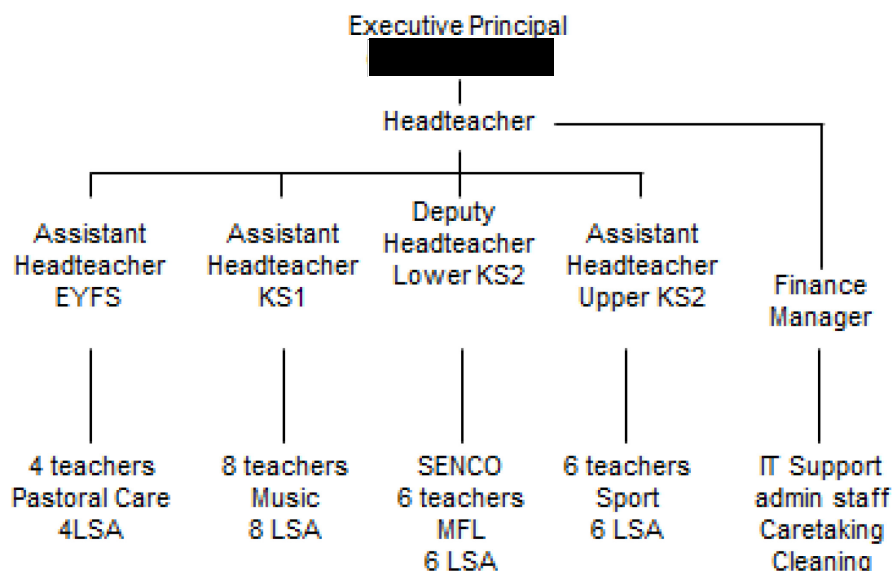 Executive Principal
Headteacher
Assistant
Headteacher
EYFS
Assistant
Headteacher
KS1
Deputy
Headteacher
Lower KS2
Assistant
Headteacher
Upper KS2
Finance
Manager
4 teachers
Pastoral Care
4LSA
8 teachers
Music
8 LSA
SENCO
6 teachers
MFL
6 LSA
6 teachers
Sport
6 LSA
IT Support
admin staff
Caretaking
Cleaning